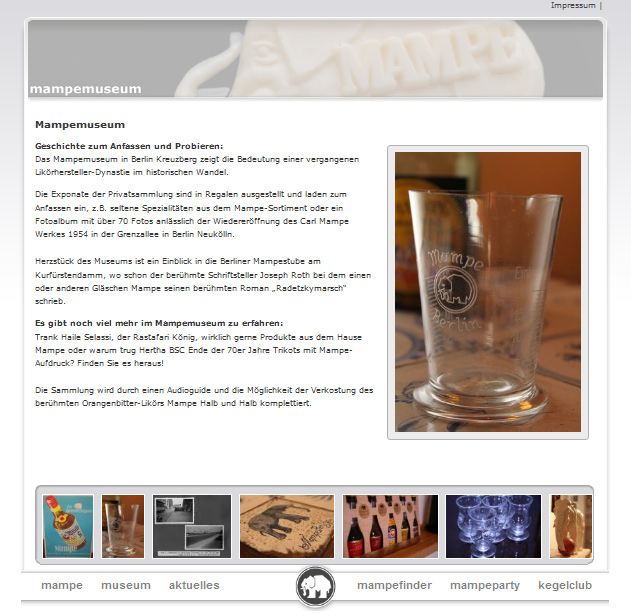 Impressum |
MAMPE
mampemuseum
Mampemuseum
Geschichte zum Anfassen und Probieren:
Das Mampemuseum in Berlin Kreuzberg zeigt die Bedeutung einer vergangenen
Likörhersteller-Dynastie im historischen Wandel.
Die Exponate der Privatsammlung sind in Regalen ausgestellt und laden zum
Anfassen ein, z.B. seltene Spezialitäten aus dem Mampe-Sortiment oder ein
Fotoalbum mit über 70 Fotos anlässlich der Wiedereröffnung des Carl Mampe
Werkes 1954 in der Grenzallee in Berlin Neukölln.
Herzstück des Museums ist ein Einblick in die Berliner Mampestube am
Kurfürstendamm, wo schon der berühmte Schriftsteller Joseph Roth bei dem einen
oder anderen Gläschen Mampe seinen berühmten Roman „Radetzkymarsch"
schrieb.
Es gibt noch viel mehr im Mampemuseum zu erfahren:
Trank Haile Selassi, der Rastafari König, wirklich gerne Produkte aus dem Hause
Mampe oder warum trug Hertha BSC Ende der 70er Jahre Trikots mit Mampe-
Aufdruck? Finden Sie es heraus!
Die Sammlung wird durch einen Audioguide und die Möglichkeit der Verkostung des
berühmten Orangenbitter-Likörs Mampe Halb und Halb komplettiert.
Mampe
Berlin
Mampe
mampe
museum
aktuelles
mampefinder
mampeparty
kegelclub